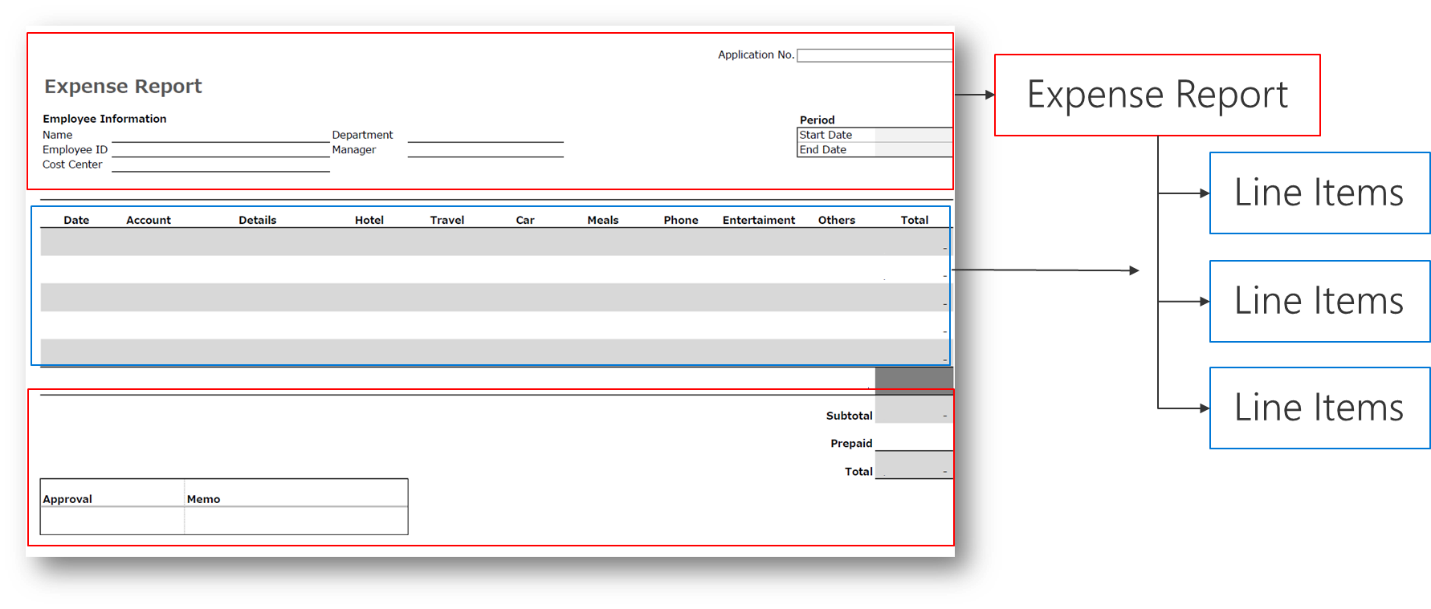 Application No.
Expense Report
Employee Information
Name Department
Employee ID Manager
Cost Center
Period
Start Date
End Date
Date Account Details Hotel Travel Car Meals Phone Entertaiment Others Total
-
-
-
-
-
Subtotal -
Prepaid
Total -
Approval Memo
Expense Report
Line Items
Line Items
Line Items